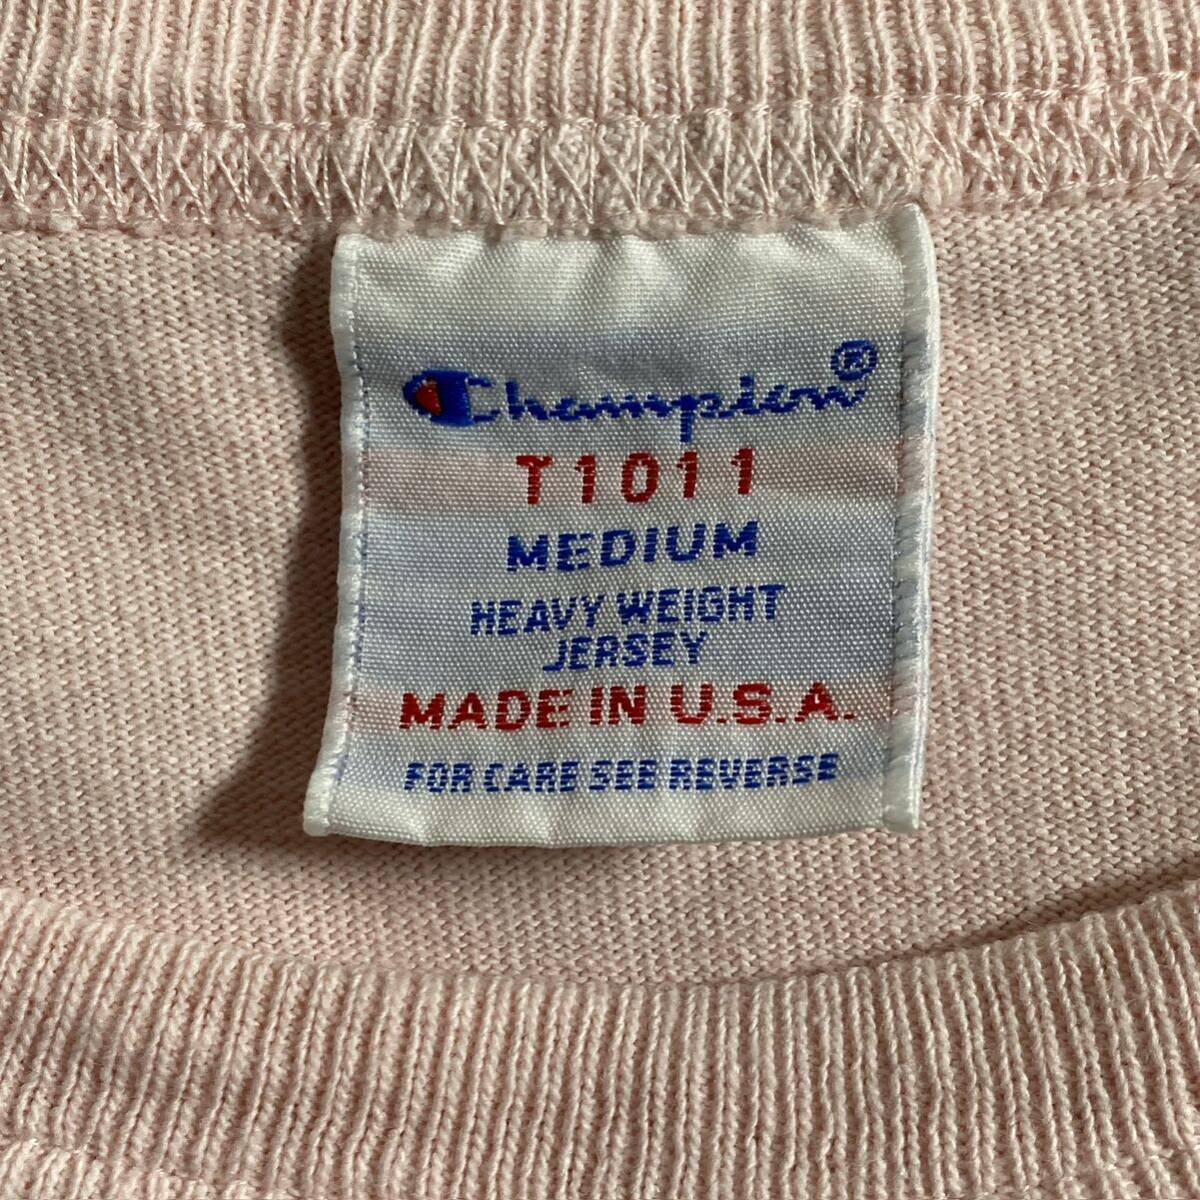 Champion®
T1011
MEDIUM
HEAVY WEIGHT
JERSEY
MADE IN U.S.A.
FOR CARE SEE REVERSE